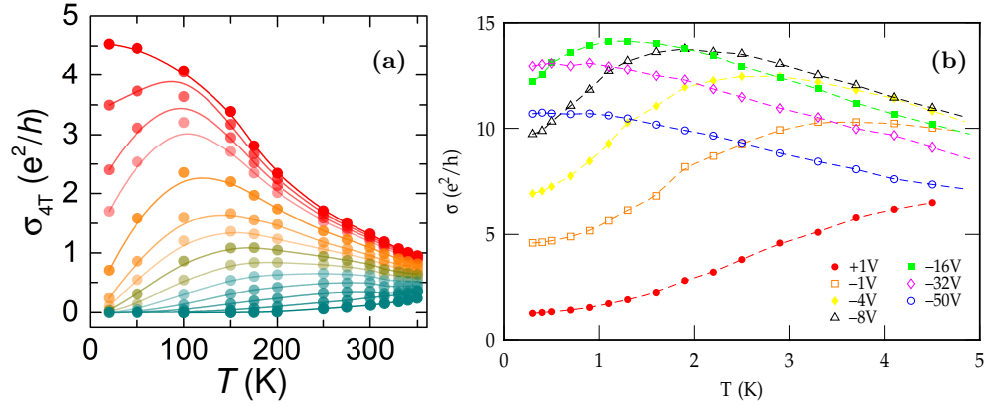 (a)
σ4T (e²/h)
5
4
3
2
1
0
0 100 200 300
T (K)
(b)
σ (e²/h)
15
10
5
0
0 1 2 3 4 5
T (K)
+1V
−1V
−4V
−8V
−16V
−32V
−50V